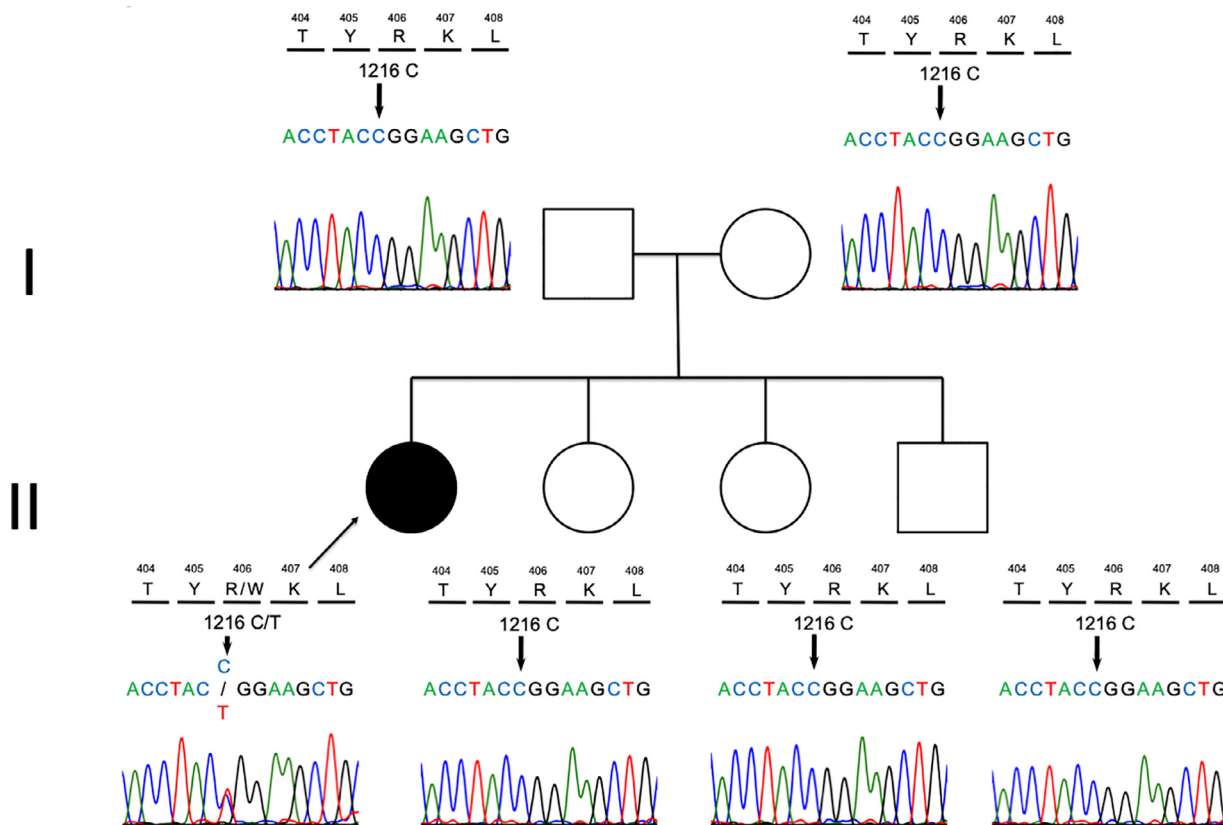 404 405 406 407 408
T Y R K L
1216 C
ACCTACCGGAAGCTG
404 405 406 407 408
T Y R K L
1216 C
ACCTACCGGAAGCTG
I
II
404 405 406 407 408
T Y R/W K L
1216 C/T
C
ACCTAC / GGAAGCTG
T
404 405 406 407 408
T Y R K L
1216 C
ACCTACCGGAAGCTG
404 405 406 407 408
T Y R K L
1216 C
ACCTACCGGAAGCTG
404 405 406 407 408
T Y R K L
1216 C
ACCTACCGGAAGCTG